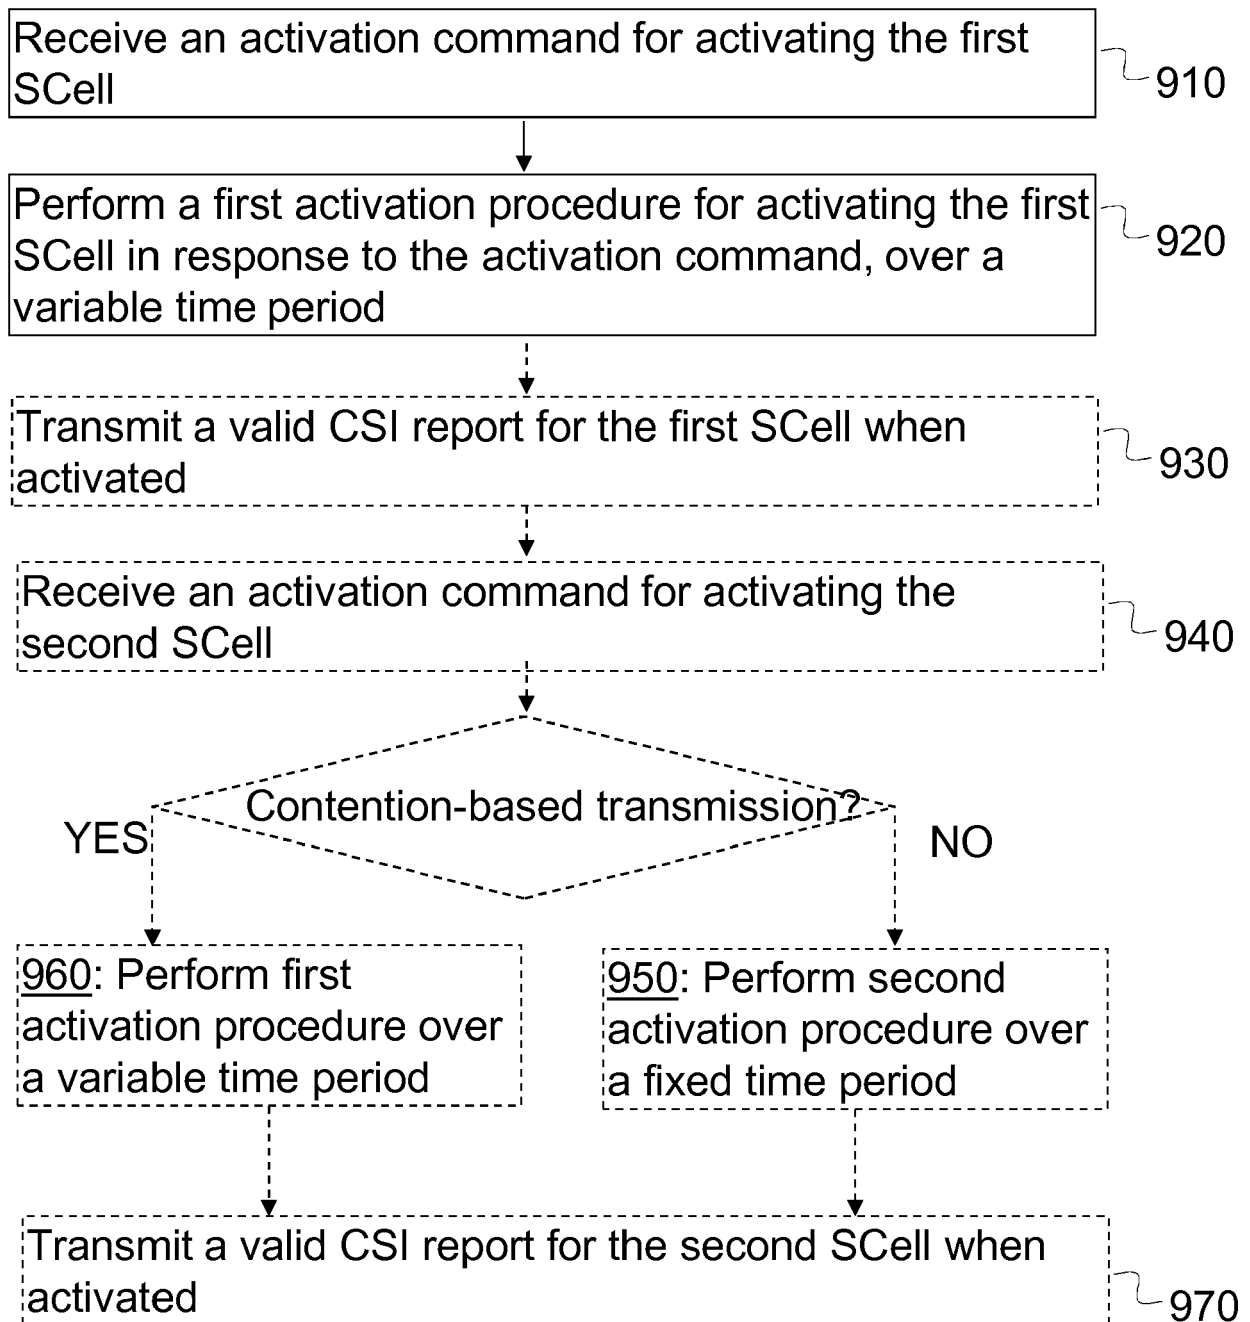 Receive an activation command for activating the first
SCell
910
Perform a first activation procedure for activating the first
SCell in response to the activation command, over a
variable time period
920
Transmit a valid CSI report for the first SCell when
activated
930
Receive an activation command for activating the
second SCell
940
Contention-based transmission?
YES
NO
960: Perform first
activation procedure over
a variable time period
950: Perform second
activation procedure over
a fixed time period
Transmit a valid CSI report for the second SCell when
activated
970